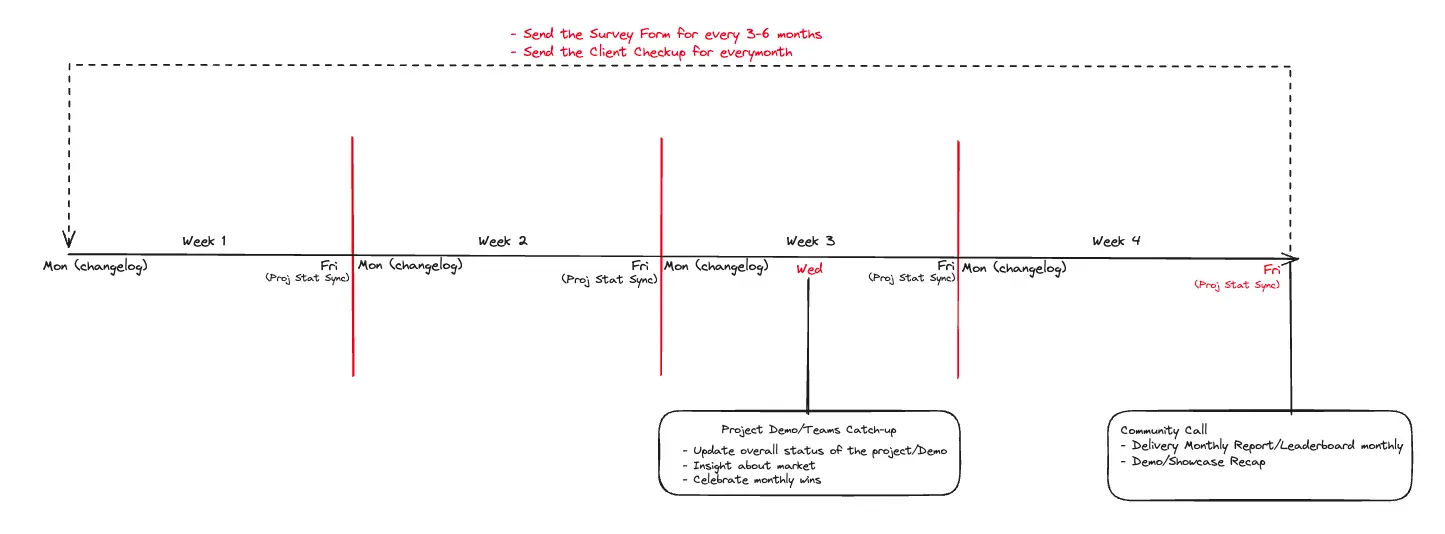 - Send the Survey Form for every 3-6 months
- Send the Client Checkup for everymonth
Week 1
Week 2
Week 3
Week 4
Mon (changelog)
Fri
(Proj Stat Sync)
Mon (changelog)
Fri
(Proj Stat Sync)
Mon (changelog)
Wed
Fri
(Proj Stat Sync)
Mon (changelog)
Fri
(Proj Stat Sync)
Project Demo/Teams Catch-up
- Update overall status of the project/Demo
- Insight about market
- Celebrate monthly wins
Community Call
- Delivery Monthly Report/Leaderboard monthly
- Demo/Showcase Recap